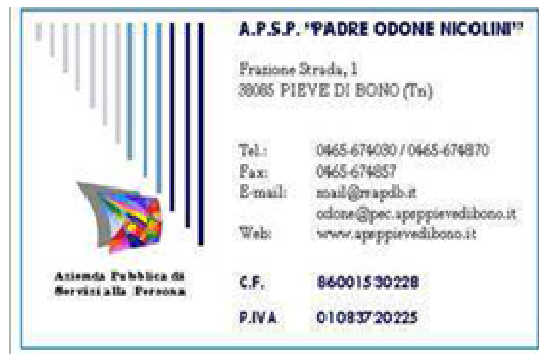 A.P.S.P. "PADRE ODONE NICOLINI"
Frazione Strada, 1
38085 PIEVE DI BONO (Tn)
Tel.: 0465-674030 / 0465-674870
Fax: 0465-674857
E-mail: mail@rsapdb.it
odone@pec.apsppievedibono.it
Web: www.apsppievedibono.it
Azienda Pubblica di
Servizi alla Persona
C.F. 86001530228
P.IVA 01083720225